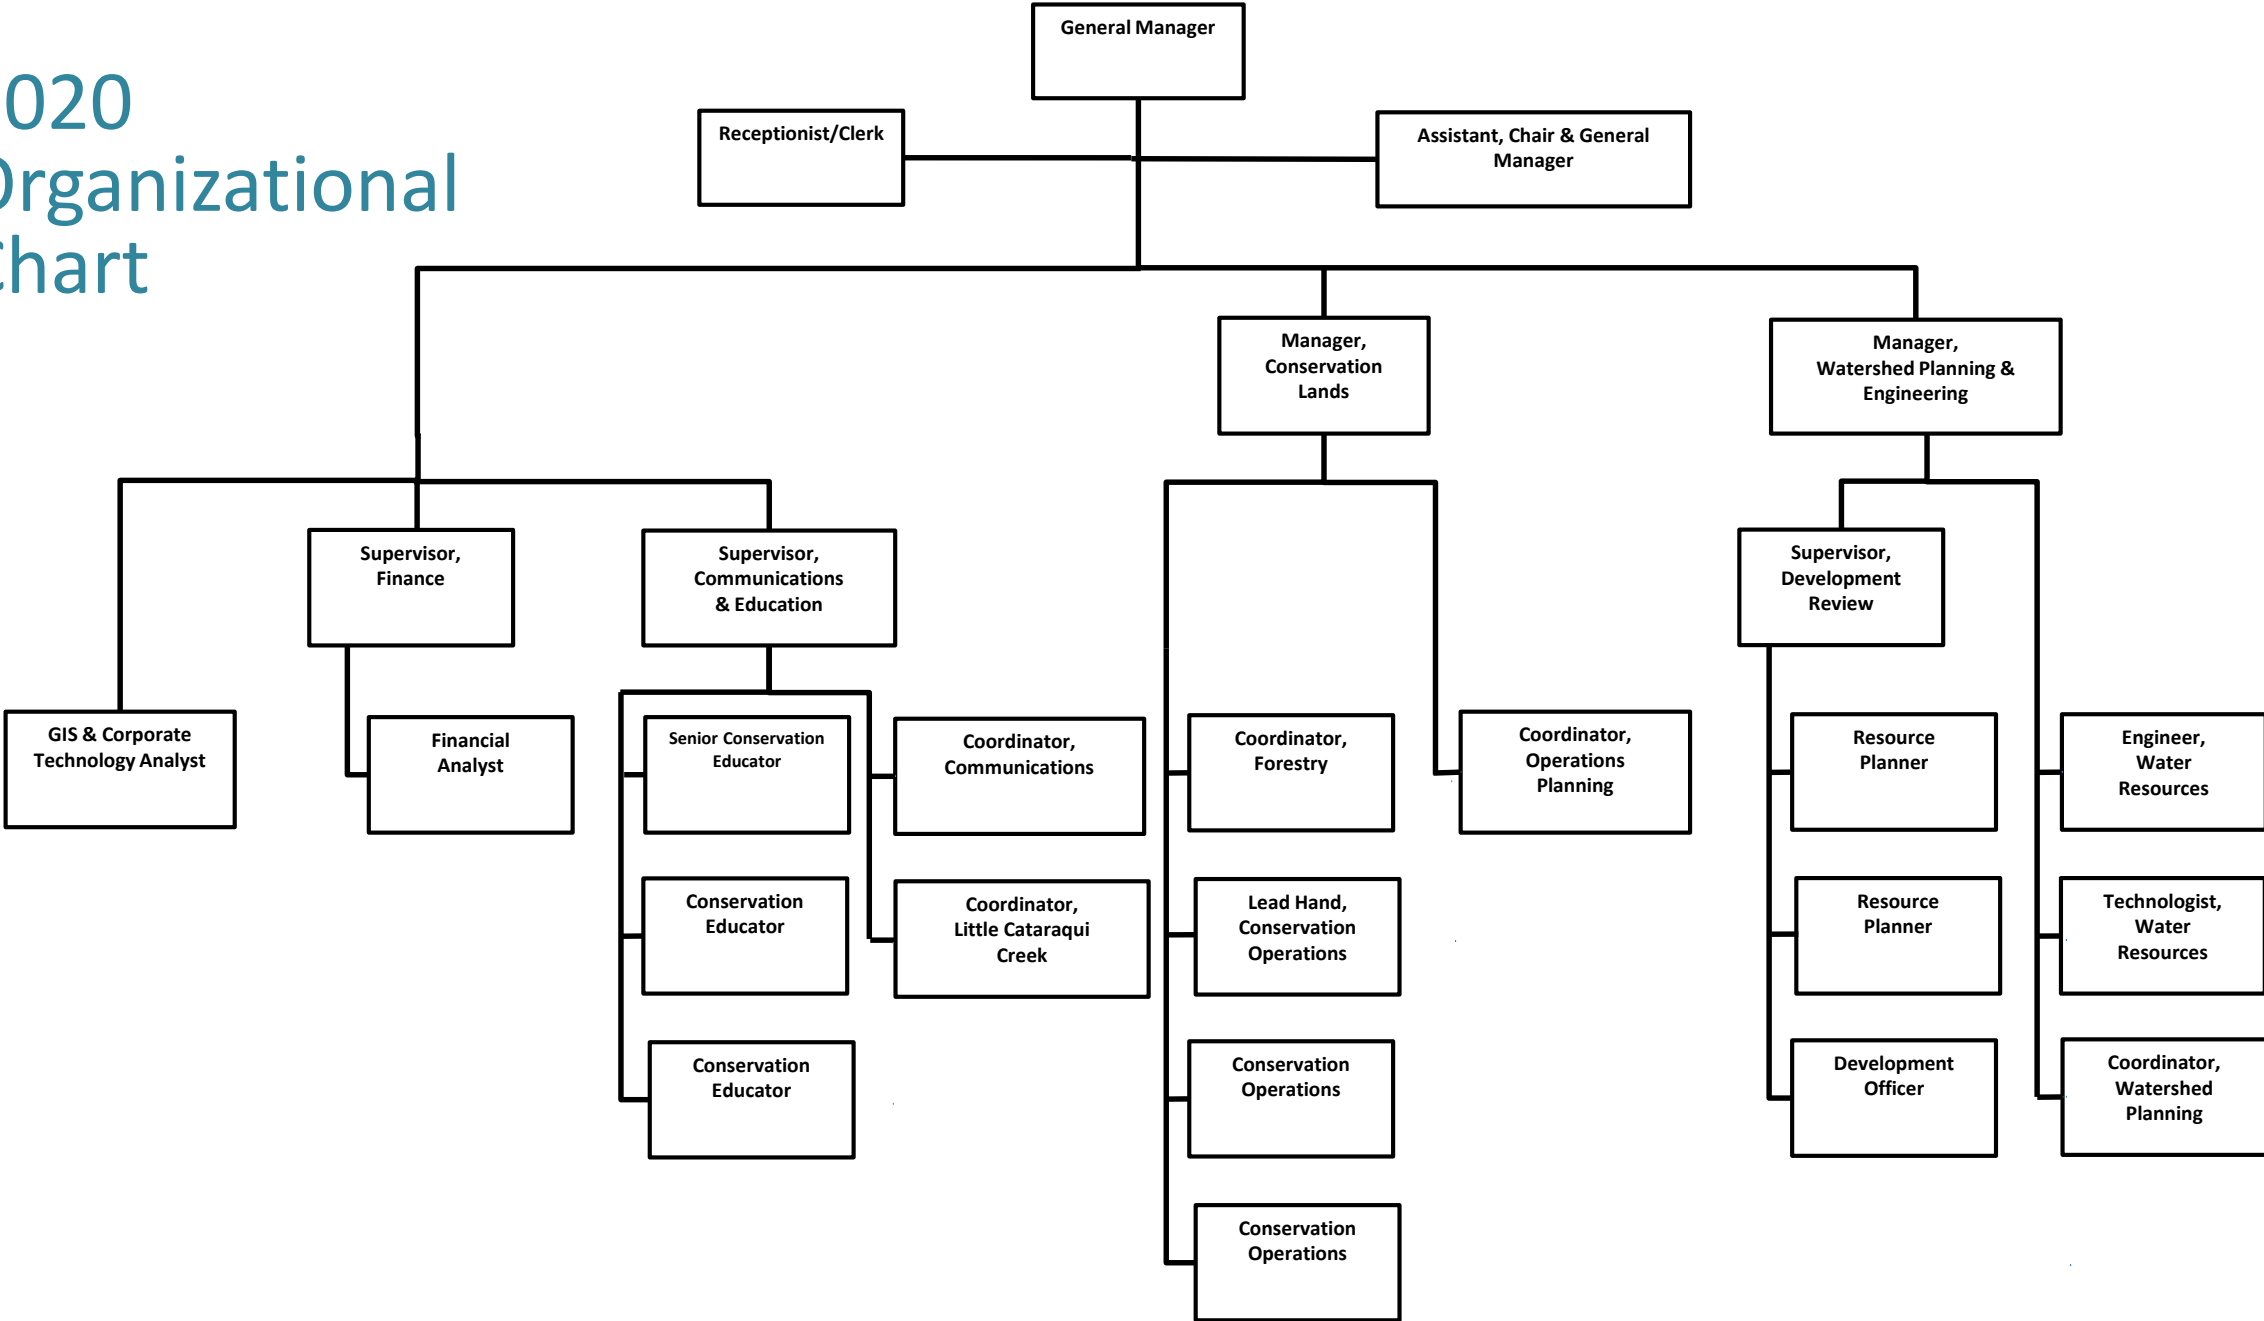 General Manager
020
Organizational
Chart
Receptionist/Clerk
Assistant, Chair & General
Manager
Manager,
Conservation
Lands
Manager,
Watershed Planning &
Engineering
Supervisor,
Finance
Supervisor,
Communications
& Education
Supervisor,
Development
Review
GIS & Corporate
Technology Analyst
Financial
Analyst
Senior Conservation
Educator
Coordinator,
Communications
Coordinator,
Forestry
Coordinator,
Operations
Planning
Resource
Planner
Engineer,
Water
Resources
Conservation
Educator
Coordinator,
Little Cataraqui
Creek
Lead Hand,
Conservation
Operations
Resource
Planner
Technologist,
Water
Resources
Conservation
Educator
Conservation
Operations
Development
Officer
Coordinator,
Watershed
Planning
Conservation
Operations